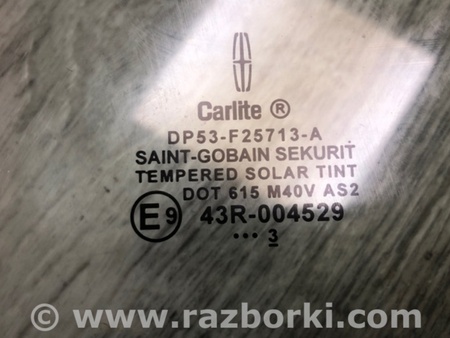 Carlite ®
DP53-F25713-A
SAINT-GOBAIN SEKURIT
TEMPERED SOLAR TINT
DOT 615 M40V AS2
E9 43R-004529
••• 3
© www.razborki.com